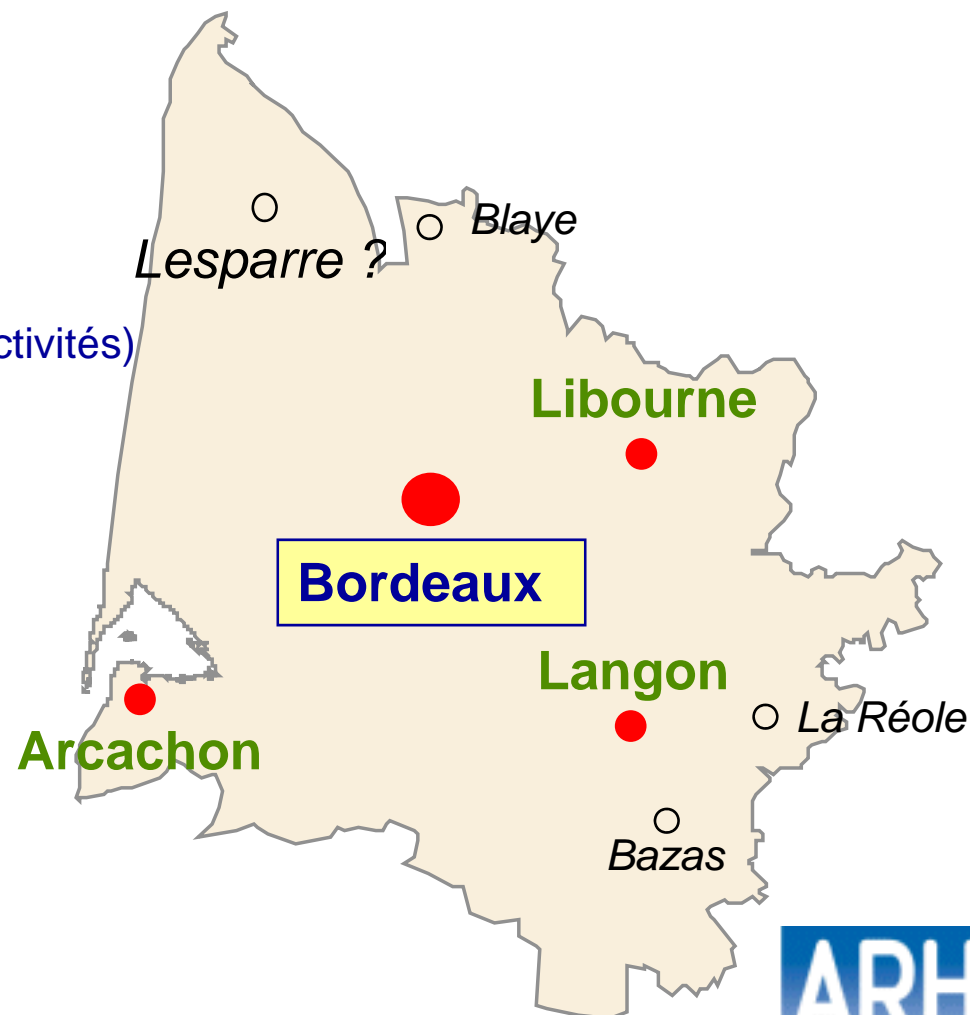 Blaye
Lesparre ?
ctivités)
Libourne
Bordeaux
Langon
La Réole
Arcachon
Bazas
ARH